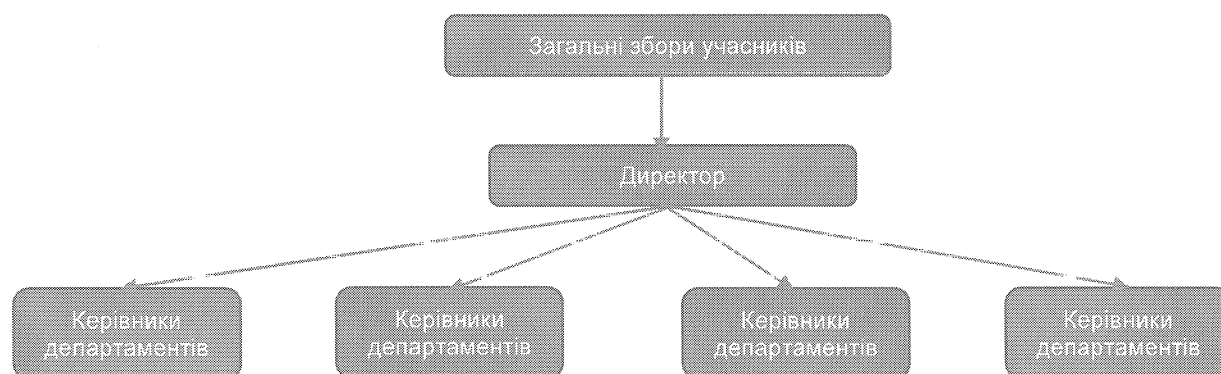 Загальні збори учасників
Директор
Керівники
департаментів
Керівники
департаментів
Керівники
департаментів
Керівники
департаментів